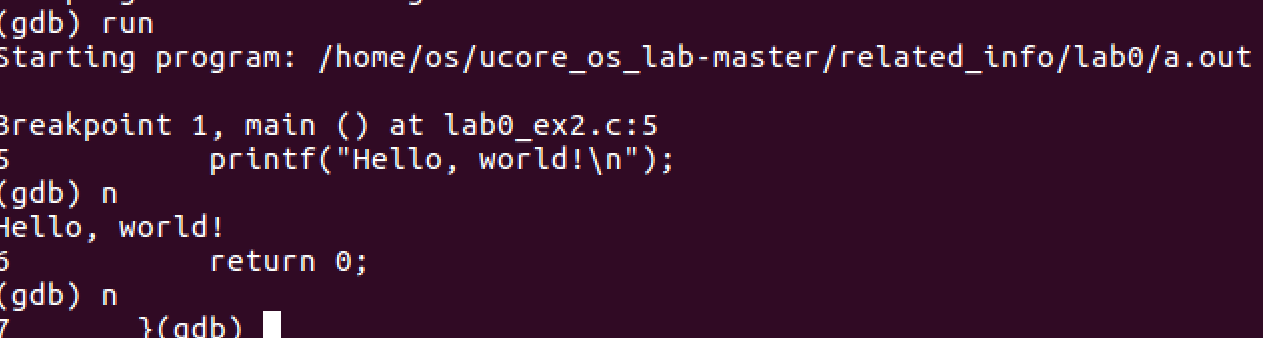 (gdb) run
Starting program: /home/os/ucore_os_lab-master/related_info/lab0/a.out
Breakpoint 1, main () at lab0_ex2.c:5
5 printf("Hello, world!\n");
(gdb) n
Hello, world!
6 return 0;
(gdb) n
7 }(gdb)